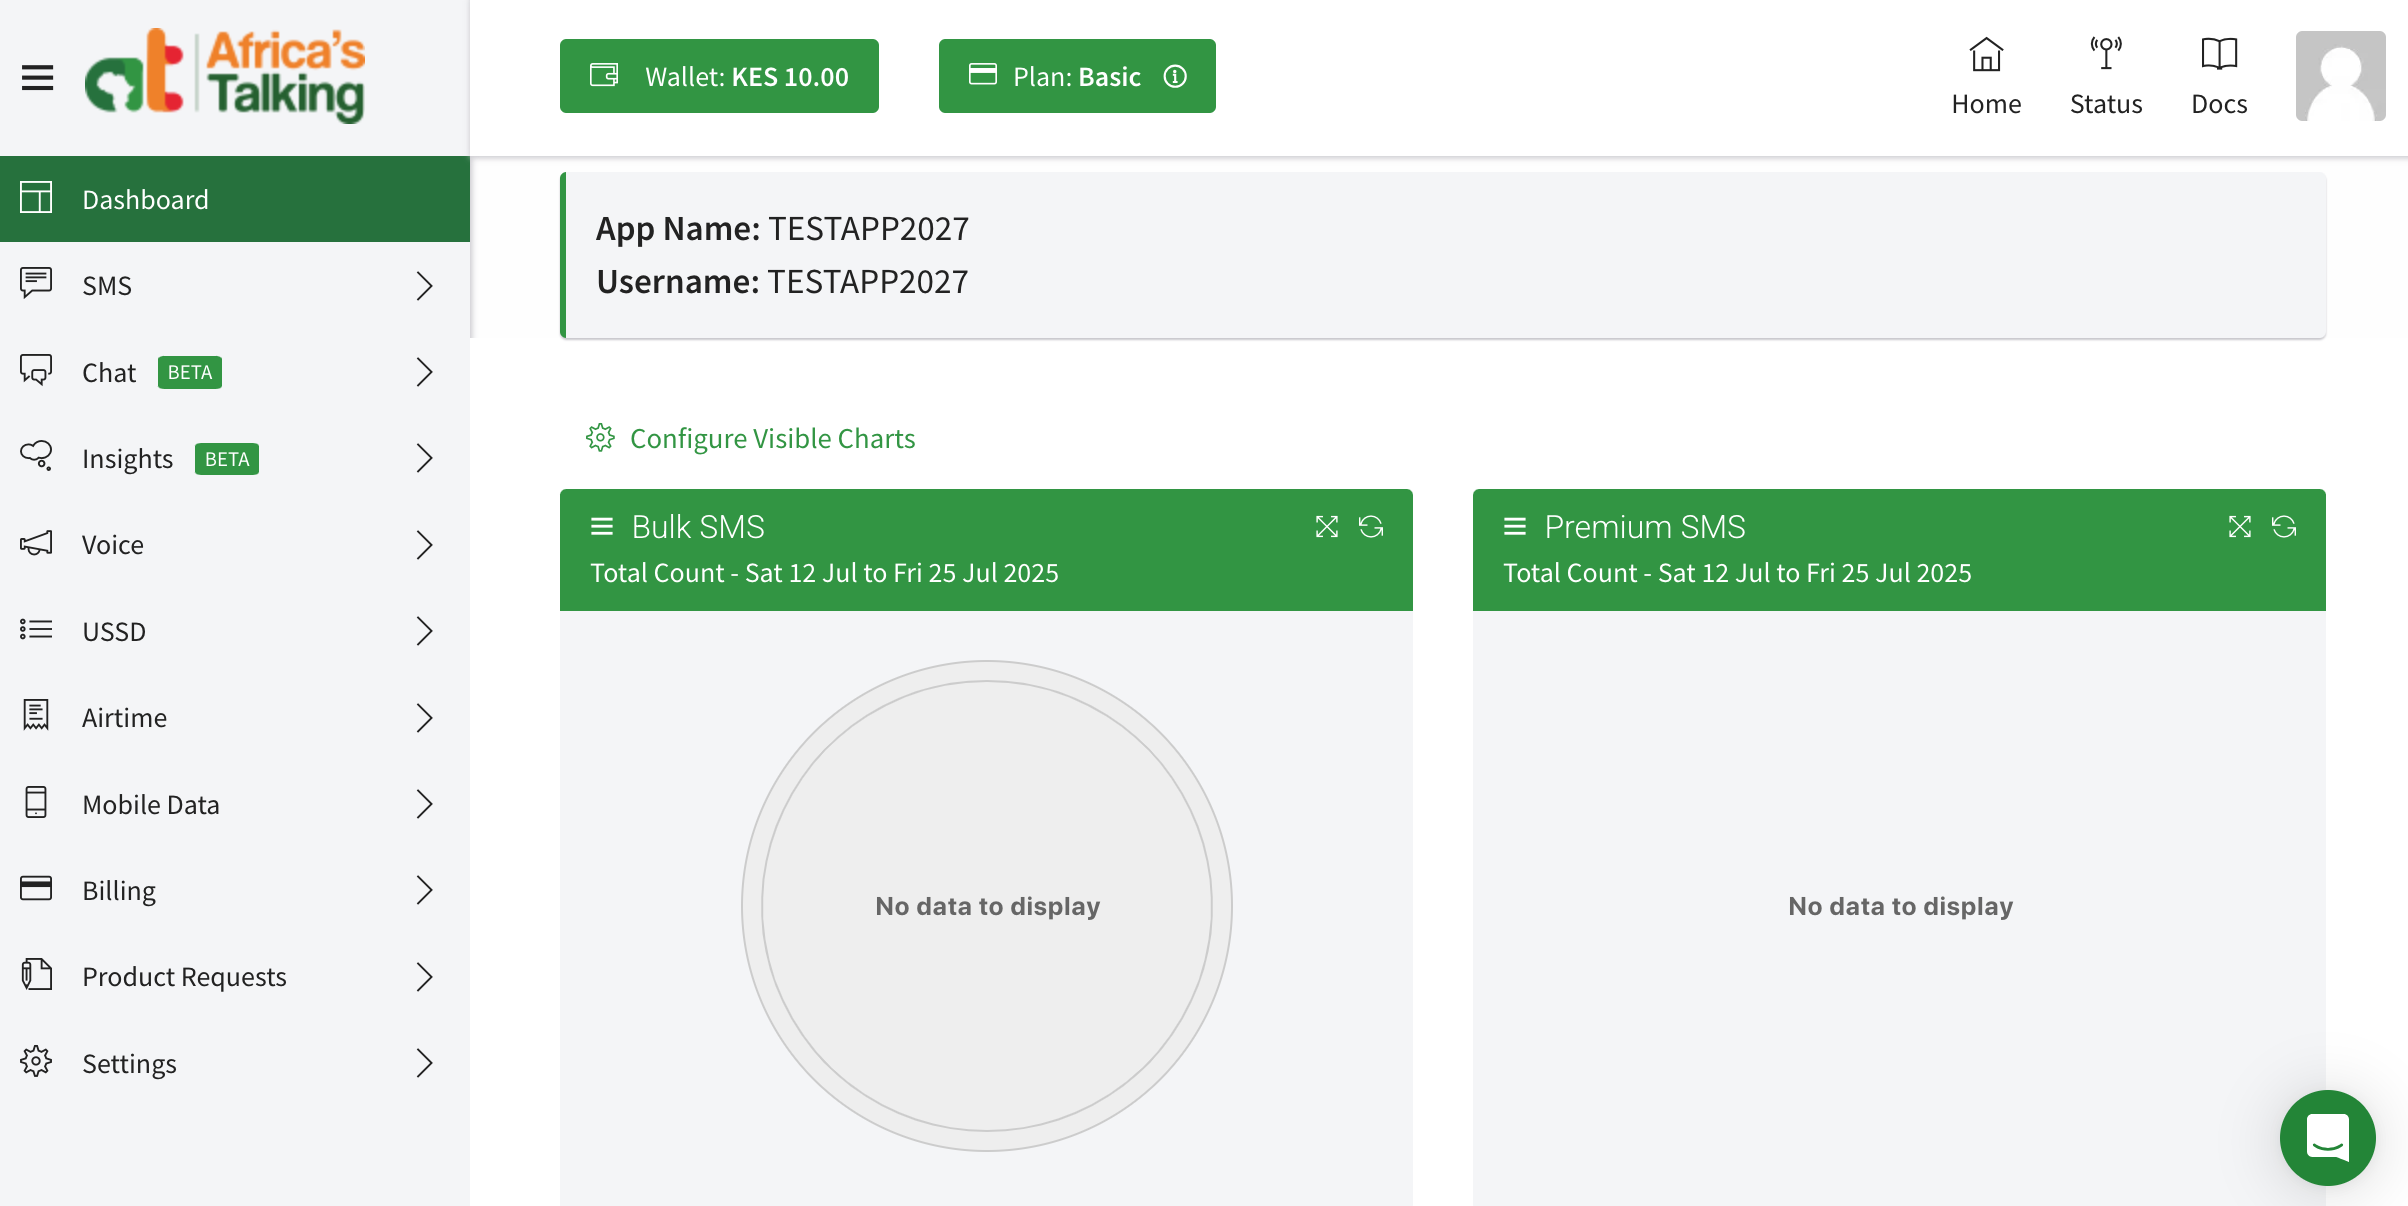 Africa's
Talking
Wallet: KES 10.00
Plan: Basic
Home
Status
Docs
Dashboard
SMS
Chat BETA
Insights BETA
Voice
USSD
Airtime
Mobile Data
Billing
Product Requests
Settings
App Name: TESTAPP2027
Username: TESTAPP2027
Configure Visible Charts
Bulk SMS
Total Count - Sat 12 Jul to Fri 25 Jul 2025
No data to display
Premium SMS
Total Count - Sat 12 Jul to Fri 25 Jul 2025
No data to display